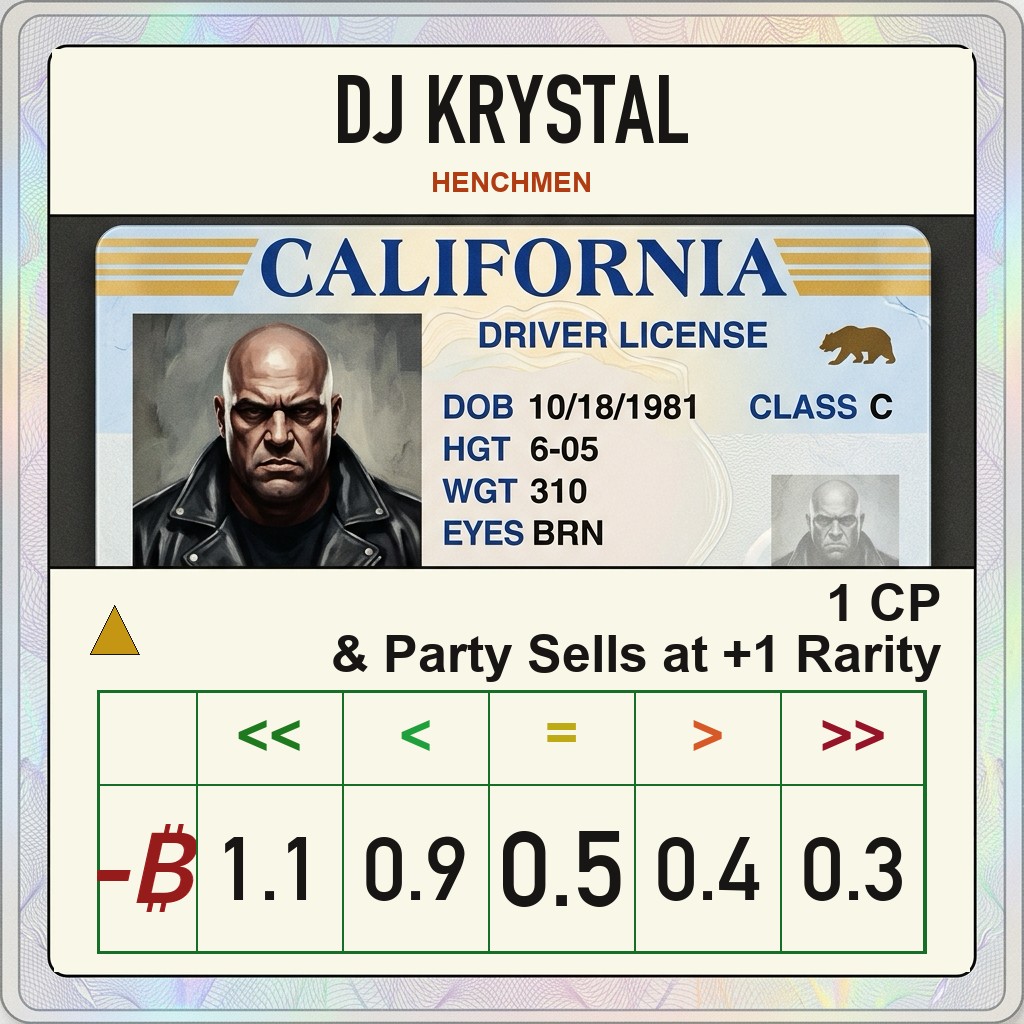 DJ KRYSTAL
HENCHMEN
CALIFORNIA
DRIVER LICENSE
DOB 10/18/1981 CLASS C
HGT 6-05
WGT 310
EYES BRN
1 CP
& Party Sells at +1 Rarity
<< < = > >>
-₿ 1.1 0.9 0.5 0.4 0.3